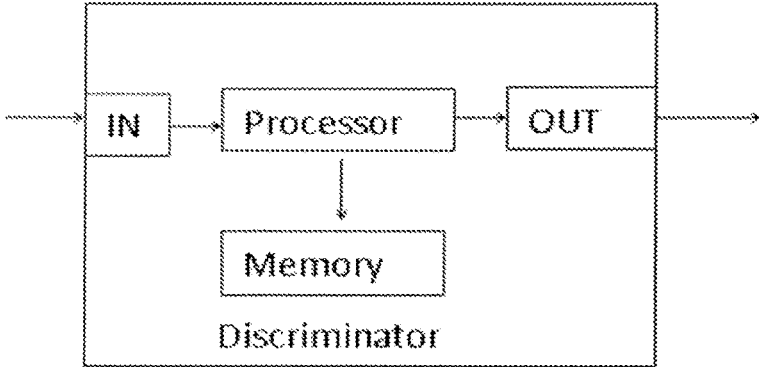 IN
Processor
OUT
Memory
Discriminator